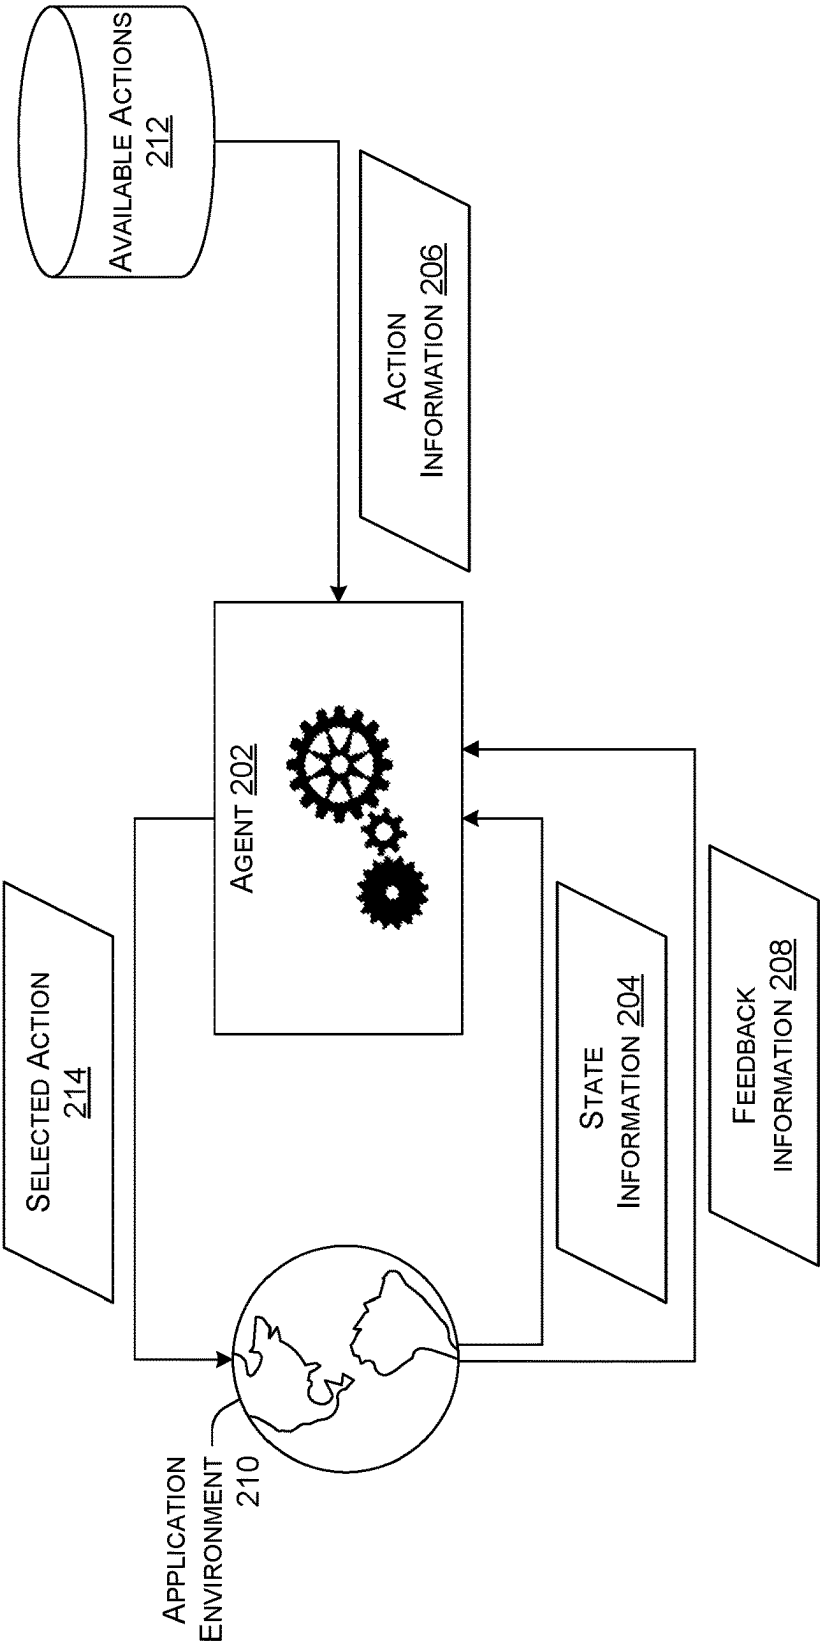 SELECTED ACTION
214
APPLICATION
ENVIRONMENT
210
AGENT 202
AVAILABLE ACTIONS
212
ACTION
INFORMATION 206
STATE
INFORMATION 204
FEEDBACK
INFORMATION 208